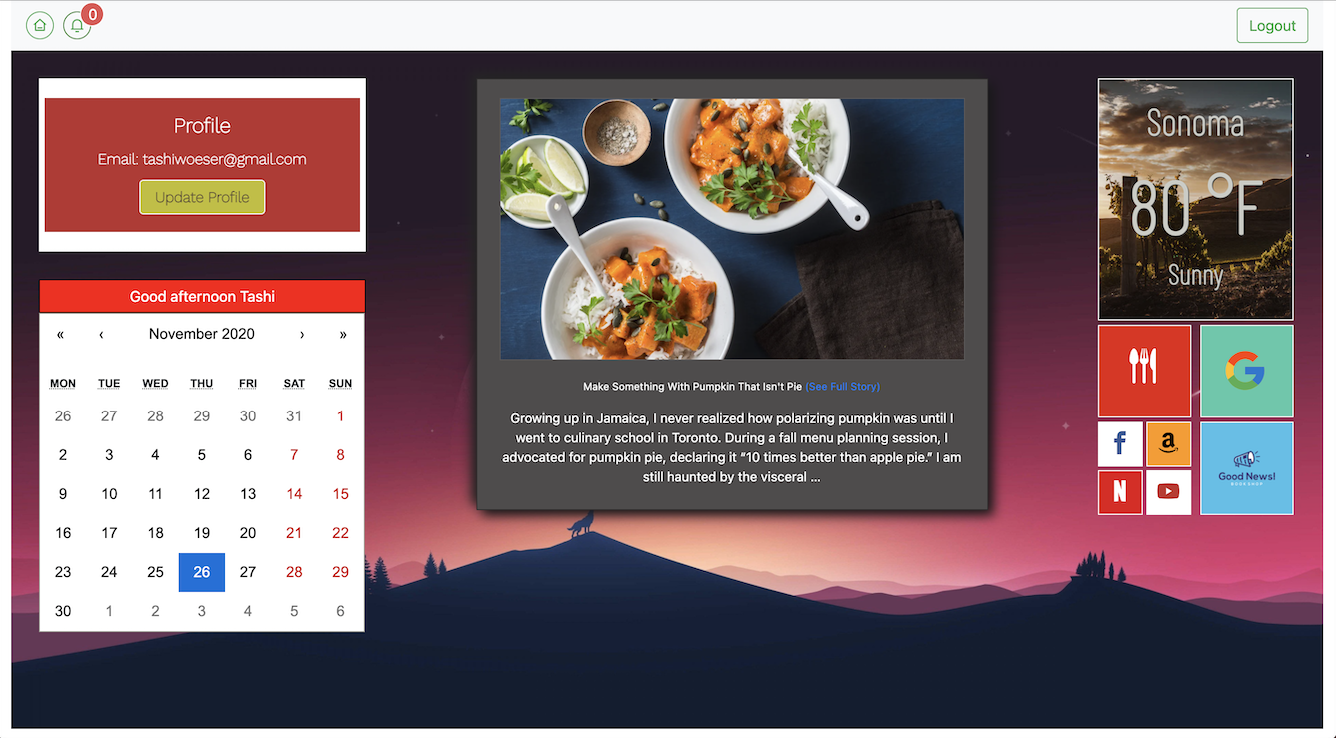 0
Logout
Profile
Email: tashiwoeser@gmail.com
Update Profile
Good afternoon Tashi
« ‹ November 2020 › »
MON TUE WED THU FRI SAT SUN
26 27 28 29 30 31 1
2 3 4 5 6 7 8
9 10 11 12 13 14 15
16 17 18 19 20 21 22
23 24 25 26 27 28 29
30 1 2 3 4 5 6
Make Something With Pumpkin That Isn't Pie (See Full Story)
Growing up in Jamaica, I never realized how polarizing pumpkin was until I
went to culinary school in Toronto. During a fall menu planning session, I
advocated for pumpkin pie, declaring it “10 times better than apple pie.” I am
still haunted by the visceral ...
Sonoma
80 °F
Sunny
G
f
a
N
Good News!
BOOKSHOP